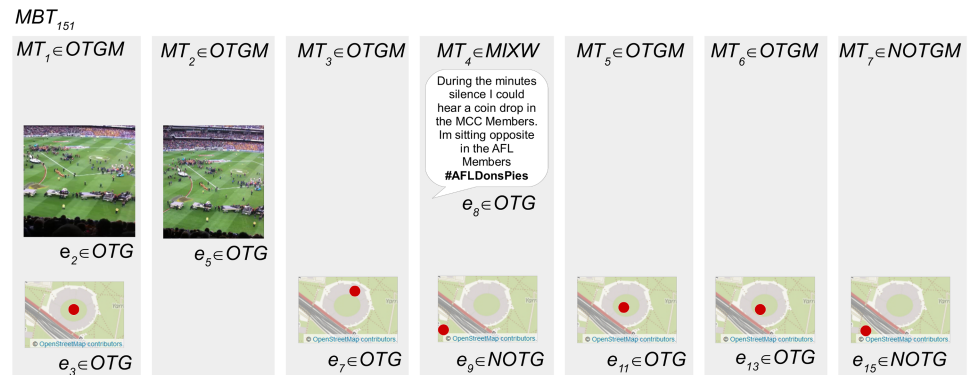 MBT₁₅₁
MT₁∈OTGM
MT₂∈OTGM
MT₃∈OTGM
MT₄∈MIXW
MT₅∈OTGM
MT₆∈OTGM
MT₇∈NOTGM
During the minutes
silence I could
hear a coin drop in
the MCC Members.
Im sitting opposite
in the AFL
Members
#AFLDonsPies
e₈∈OTG
e₂∈OTG
e₅∈OTG
© OpenStreetMap contributors.
© OpenStreetMap contributors.
© OpenStreetMap contributors.
© OpenStreetMap contributors.
© OpenStreetMap contributors.
© OpenStreetMap contributors.
e₃∈OTG
e₇∈OTG
e₉∈NOTG
e₁₁∈OTG
e₁₃∈OTG
e₁₅∈NOTG